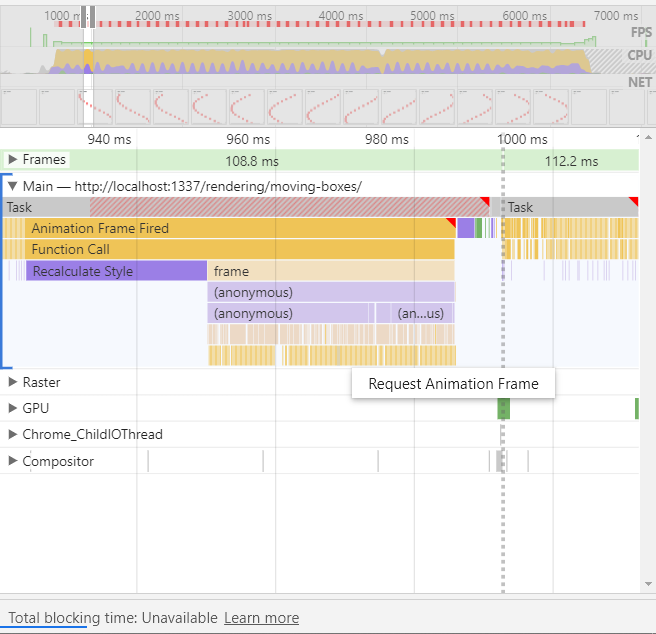 1000 ms 2000 ms 3000 ms 4000 ms 5000 ms 6000 ms 7000 ms
FPS
CPU
NET
940 ms 960 ms 980 ms 1000 ms
Frames 108.8 ms 112.2 ms
Main — http://localhost:1337/rendering/moving-boxes/
Task Task
Animation Frame Fired
Function Call
Recalculate Style frame
(anonymous)
(anonymous) (an...us)
Raster
Request Animation Frame
GPU
Chrome_ChildIOThread
Compositor
Total blocking time: Unavailable Learn more